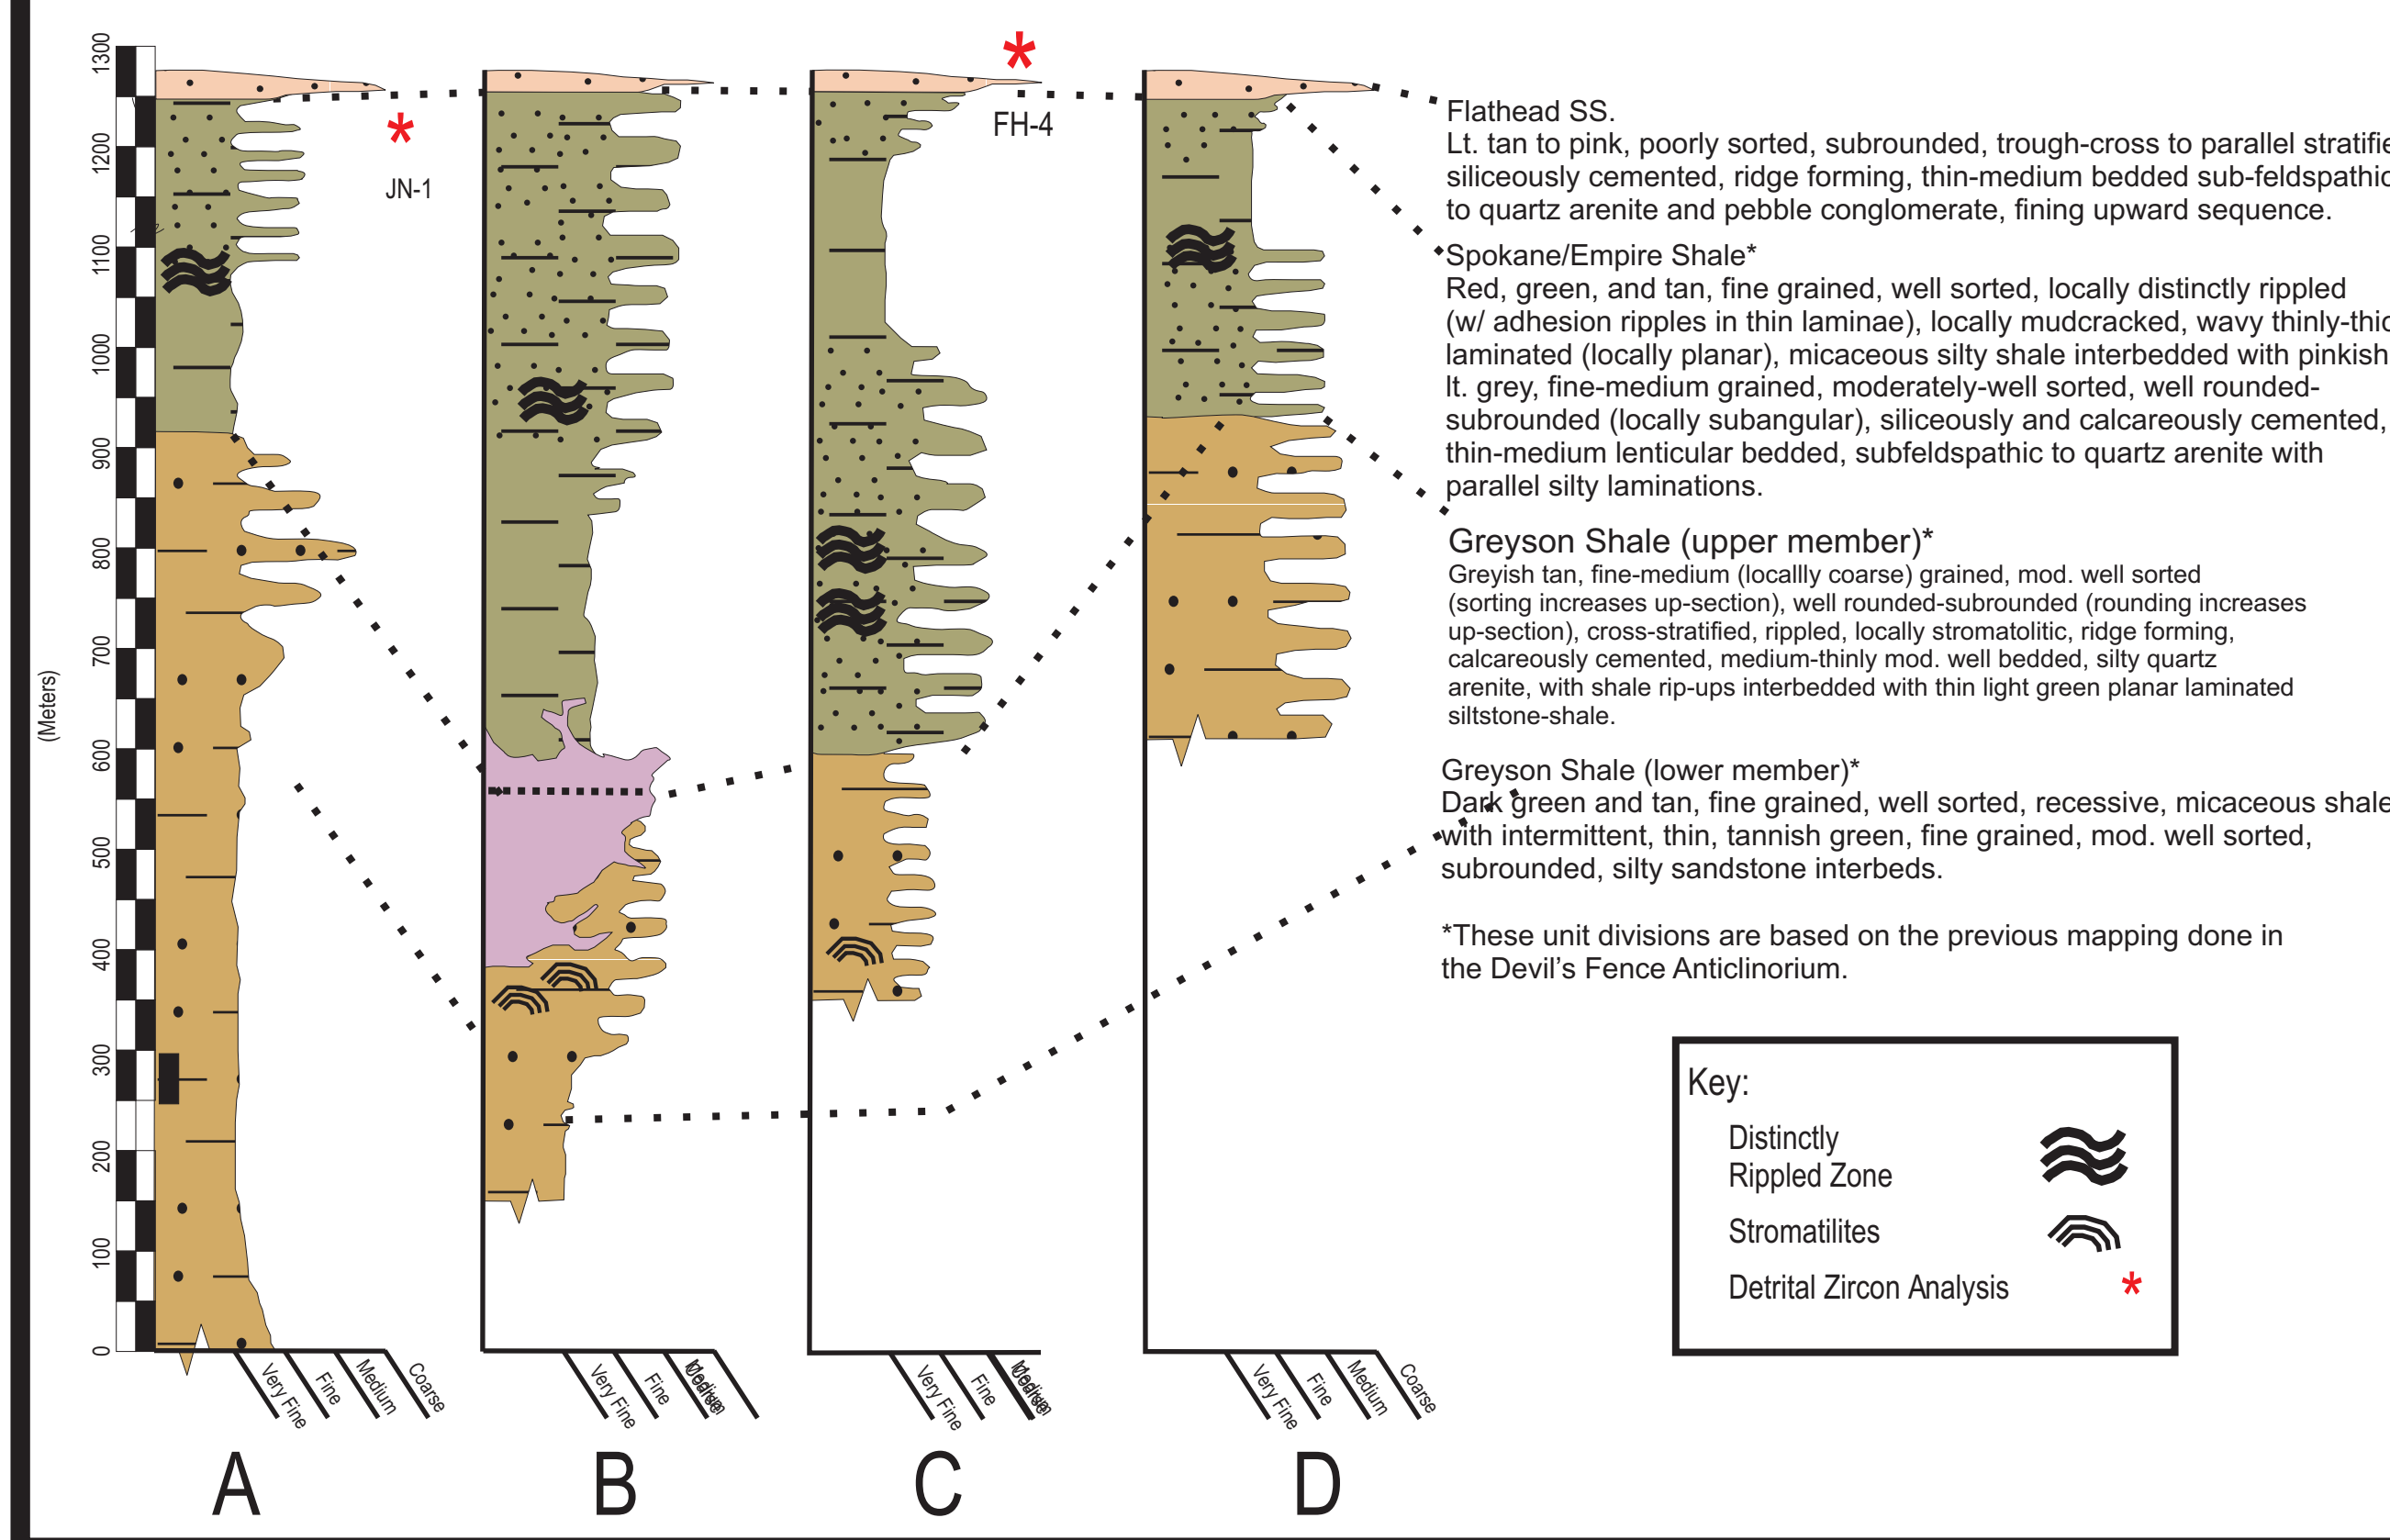 1300
1200
1100
1000
900
800
700
600
500
400
300
200
100
0
(Meters)
JN-1
FH-4
Very Fine
Fine
Medium
Coarse
Very Fine
Fine
Medium
Coarse
Very Fine
Fine
Medium
Coarse
Very Fine
Fine
Medium
Coarse
A
B
C
D
Flathead SS.
Lt. tan to pink, poorly sorted, subrounded, trough-cross to parallel stratifie
siliceously cemented, ridge forming, thin-medium bedded sub-feldspathic
to quartz arenite and pebble conglomerate, fining upward sequence.
Spokane/Empire Shale*
Red, green, and tan, fine grained, well sorted, locally distinctly rippled
(w/ adhesion ripples in thin laminae), locally mudcracked, wavy thinly-thic
laminated (locally planar), micaceous silty shale interbedded with pinkish
lt. grey, fine-medium grained, moderately-well sorted, well rounded-
subrounded (locally subangular), siliceously and calcareously cemented,
thin-medium lenticular bedded, subfeldspathic to quartz arenite with
parallel silty laminations.
Greyson Shale (upper member)*
Greyish tan, fine-medium (locallly coarse) grained, mod. well sorted
(sorting increases up-section), well rounded-subrounded (rounding increases
up-section), cross-stratified, rippled, locally stromatolitic, ridge forming,
calcareously cemented, medium-thinly mod. well bedded, silty quartz
arenite, with shale rip-ups interbedded with thin light green planar laminated
siltstone-shale.
Greyson Shale (lower member)*
Dark green and tan, fine grained, well sorted, recessive, micaceous shale
with intermittent, thin, tannish green, fine grained, mod. well sorted,
subrounded, silty sandstone interbeds.
*These unit divisions are based on the previous mapping done in
the Devil's Fence Anticlinorium.
Key:
Distinctly
Rippled Zone
Stromatilites
Detrital Zircon Analysis *